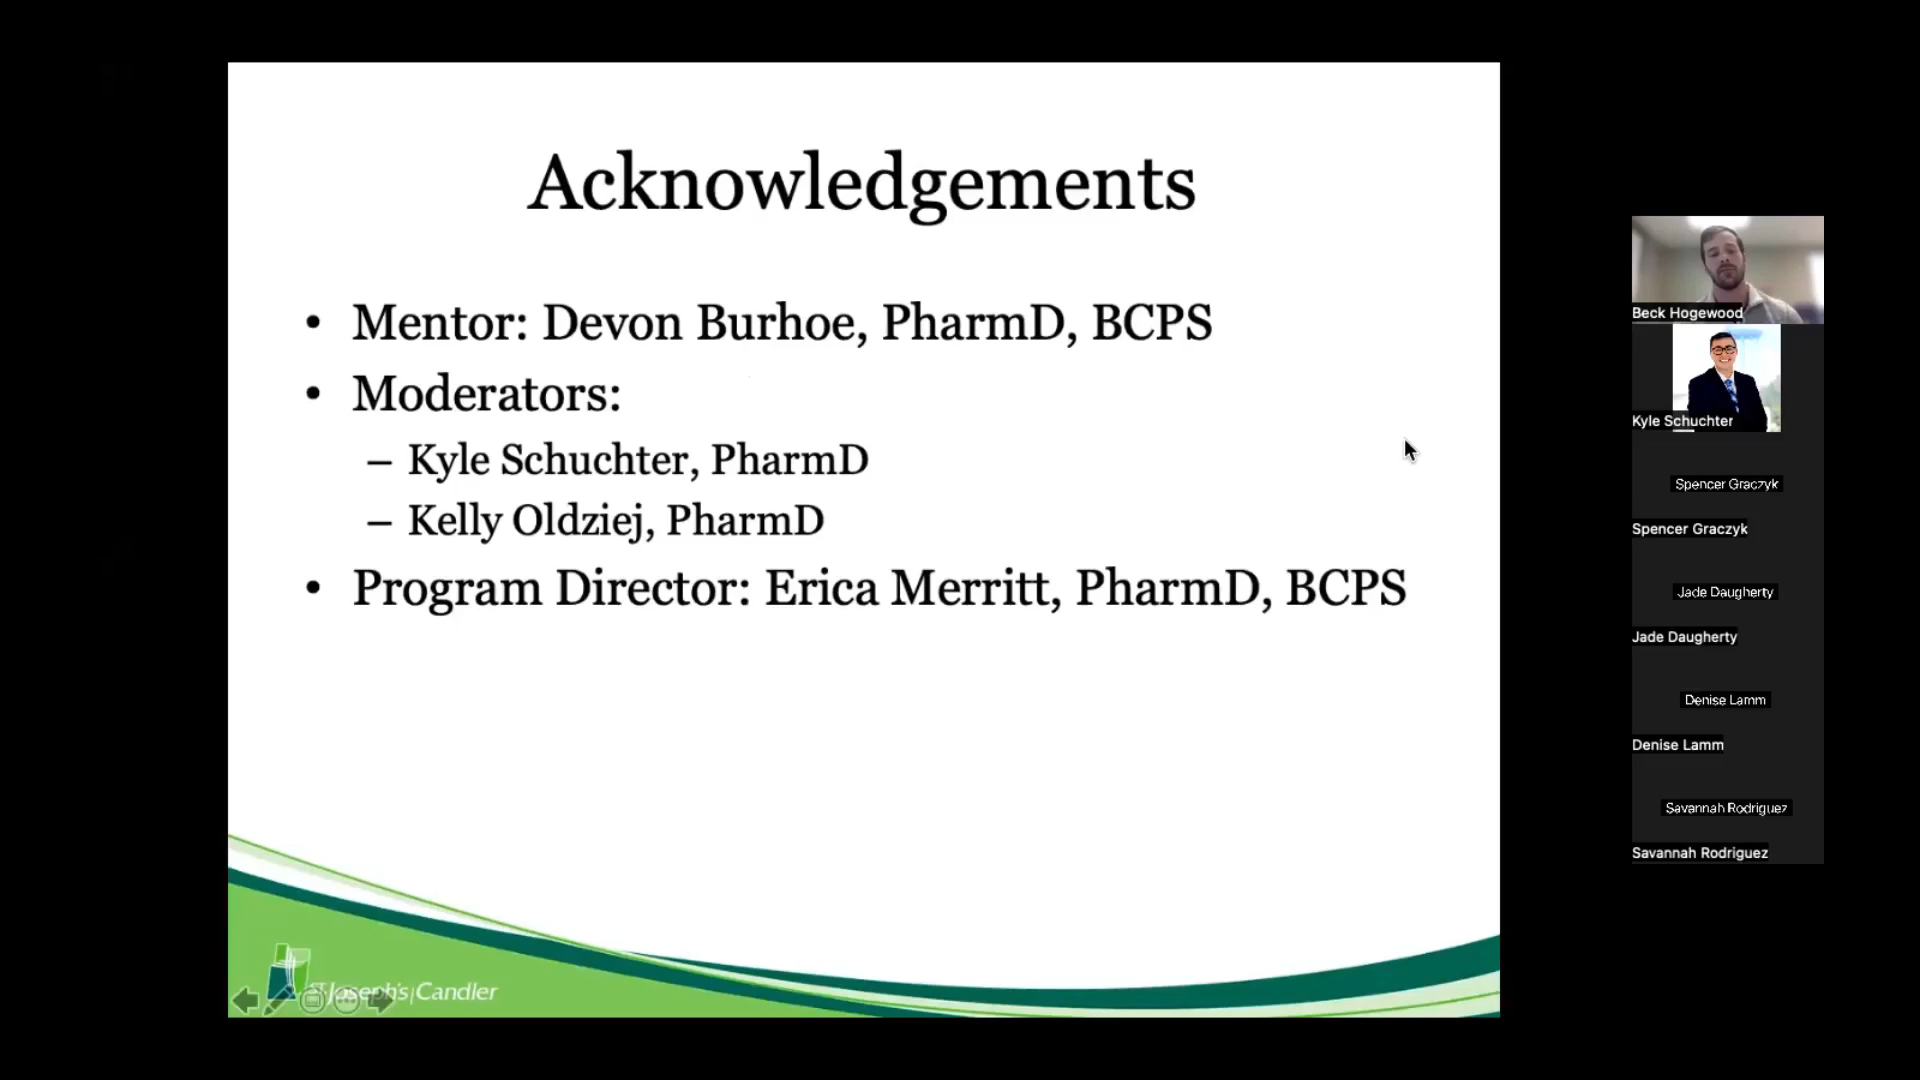 Acknowledgements
• Mentor: Devon Burhoe, PharmD, BCPS
• Moderators:
– Kyle Schuchter, PharmD
– Kelly Oldziej, PharmD
• Program Director: Erica Merritt, PharmD, BCPS
St.Joseph's|Candler
Beck Hogewood
Kyle Schuchter
Spencer Graczyk
Spencer Graczyk
Jade Daugherty
Jade Daugherty
Denise Lamm
Denise Lamm
Savannah Rodriguez
Savannah Rodriguez